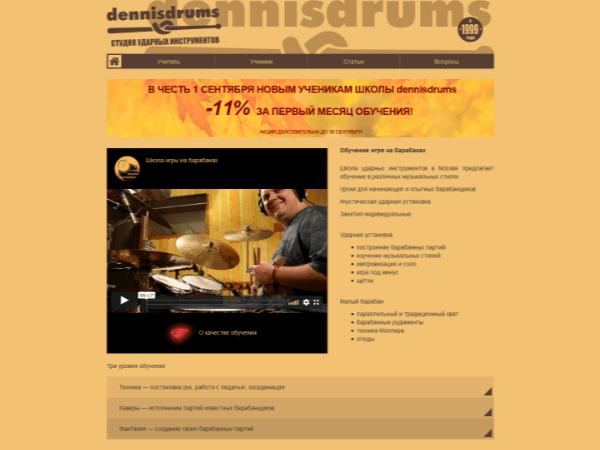 dennisdrums
dennisdrums
СТУДИЯ УДАРНЫХ ИНСТРУМЕНТОВ
с
1999
года
Учитель
Ученики
Статьи
Вопросы
В ЧЕСТЬ 1 СЕНТЯБРЯ НОВЫМ УЧЕНИКАМ ШКОЛЫ dennisdrums
-11% ЗА ПЕРВЫЙ МЕСЯЦ ОБУЧЕНИЯ!
АКЦИЯ ДЕЙСТВИТЕЛЬНА ДО 30 СЕНТЯБРЯ
Школа игры на барабанах
О качестве обучения
Обучение игре на барабанах
Школа ударных инструментов в Москве предлагает
обучение в различных музыкальных стилях
Уроки для начинающих и опытных барабанщиков
Акустическая ударная установка
Занятия индивидуальные
Ударная установка
построение барабанных партий
изучение музыкальных стилей
импровизация и соло
игра под минус
щётки
Малый барабан
параллельный и традиционный хват
барабанные рудименты
техника Моллера
этюды
Три уровня обучения
Техника — постановка рук, работа с педалью, координация
Каверы — исполнение партий известных барабанщиков
Фантазия — создание своих барабанных партий